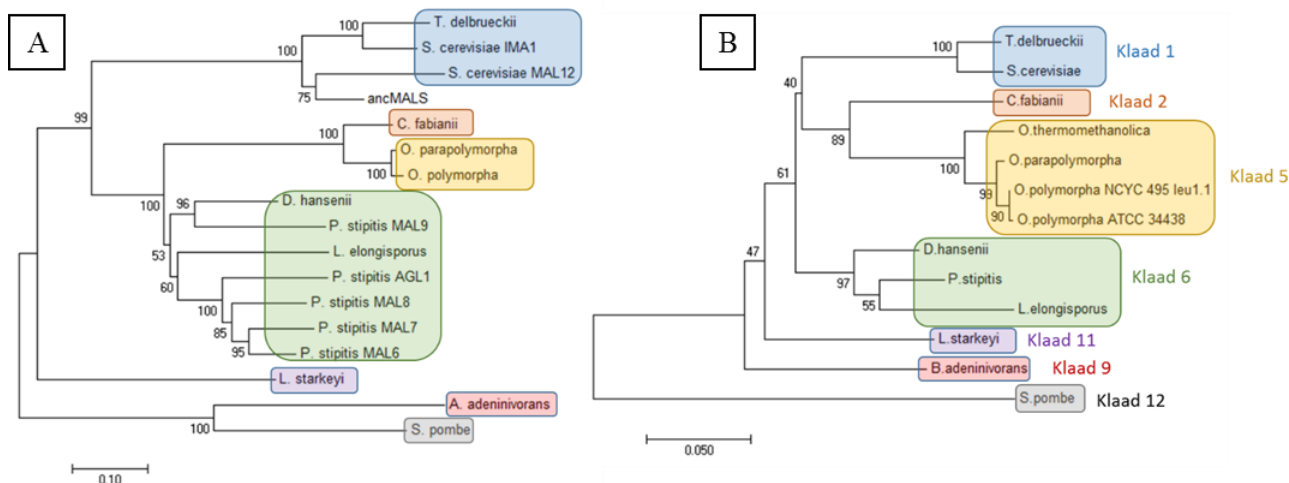 A
100
T. delbrueckii
100
S. cerevisiae IMA1
S. cerevisiae MAL12
75
ancMALS
99
C. fabianii
100
O. parapolymorpha
100
O. polymorpha
100
D. hansenii
96
P. stipitis MAL9
53
L. elongisporus
60
P. stipitis AGL1
100
P. stipitis MAL8
85
P. stipitis MAL7
95
P. stipitis MAL6
L. starkeyi
A. adeninivorans
100
S. pombe
0.10
B
T.delbrueckii
100
Klaad 1
S.cerevisiae
40
C.fabianii
Klaad 2
89
O.thermomethanolica
100
O.parapolymorpha
Klaad 5
O.polymorpha NCYC 495 leu1.1
90
O.polymorpha ATCC 34438
61
D.hansenii
97
P.stipitis
Klaad 6
55
L.elongisporus
47
L.starkeyi
Klaad 11
B.adeninivorans
Klaad 9
S.pombe
Klaad 12
0.050